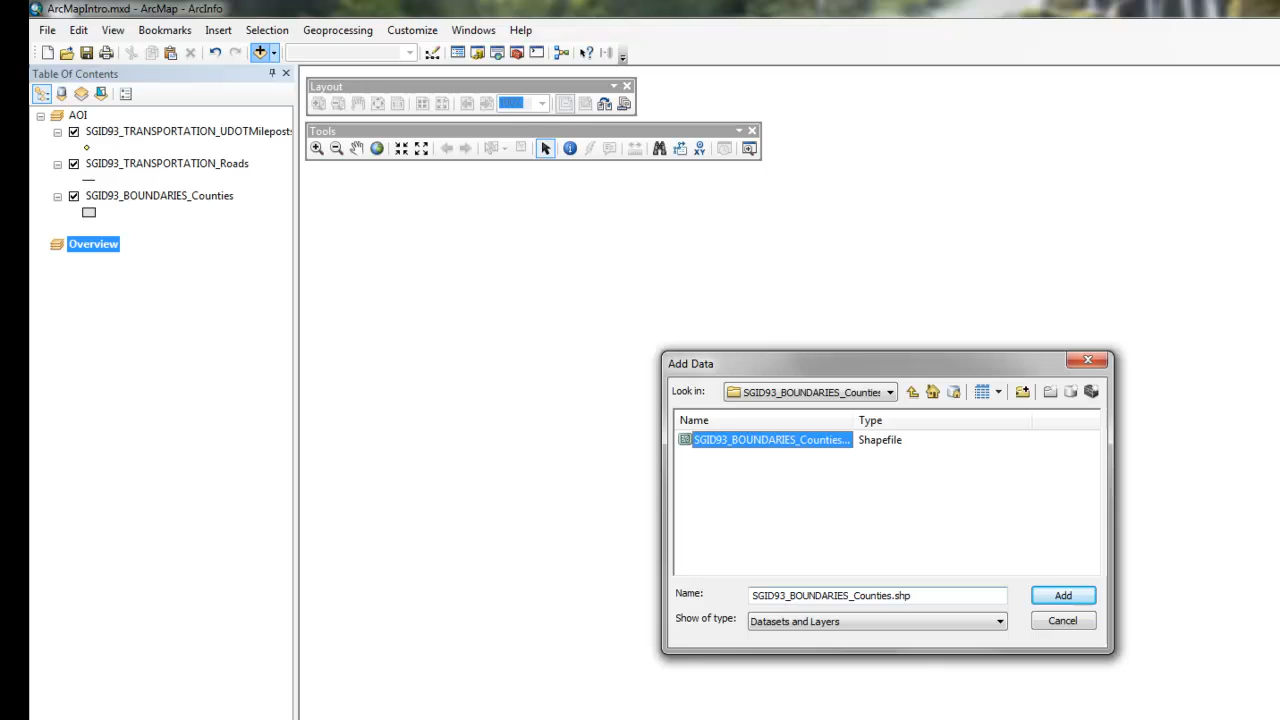 ArcMapIntro.mxd - ArcMap - ArcInfo
File Edit View Bookmarks Insert Selection Geoprocessing Customize Windows Help
Table Of Contents
Layout
Tools
AOI
SGID93_TRANSPORTATION_UDOTMileposts
SGID93_TRANSPORTATION_Roads
SGID93_BOUNDARIES_Counties
Overview
Add Data
Look in: SGID93_BOUNDARIES_Counties
Name Type
SGID93_BOUNDARIES_Counties... Shapefile
Name: SGID93_BOUNDARIES_Counties.shp Add
Show of type: Datasets and Layers Cancel